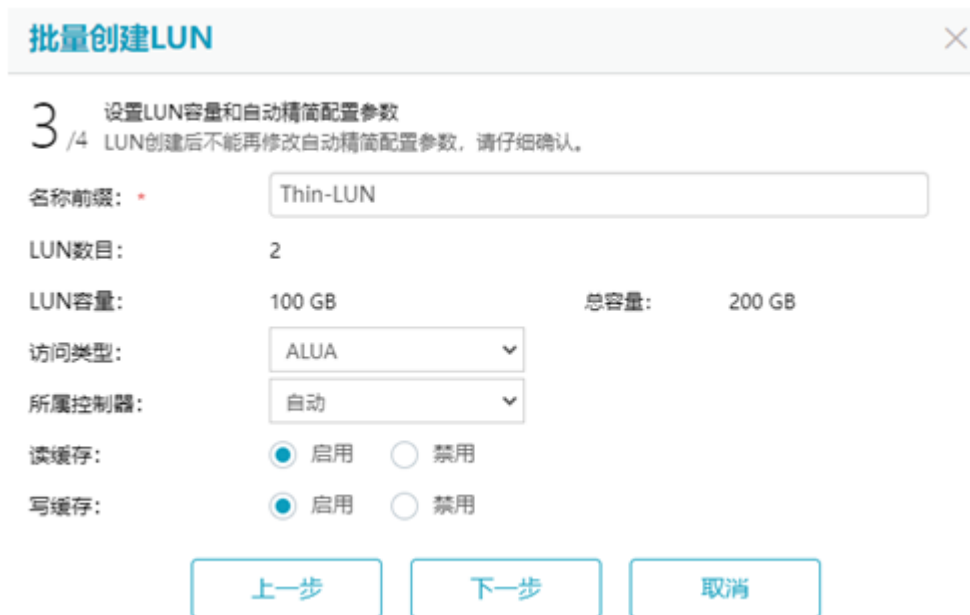 批量创建LUN
3/4 设置LUN容量和自动精简配置参数
LUN创建后不能再修改自动精简配置参数，请仔细确认。
名称前缀： * Thin-LUN
LUN数目： 2
LUN容量： 100 GB 总容量： 200 GB
访问类型： ALUA
所属控制器： 自动
读缓存： 启用 禁用
写缓存： 启用 禁用
上一步 下一步 取消